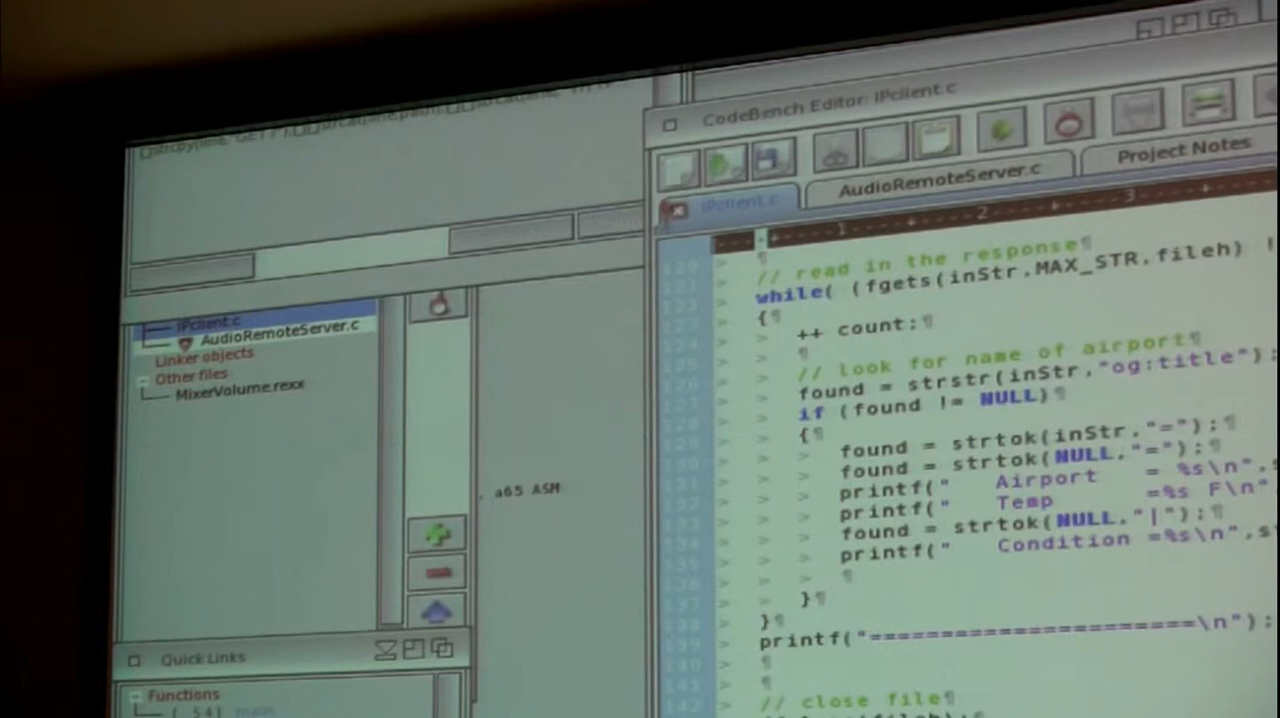 CodeBench Editor: IPclient.c
IPclient.c
AudioRemoteServer.c
Project Notes
IPclient.c
AudioRemoteServer.c
Linker objects
Other files
MixerVolume.rexx
a65 ASM
Quick Links
Functions
[ 54] main
// read in the response
while( (fgets(inStr,MAX_STR,fileh) !
{
++ count;
// look for name of airport
found = strstr(inStr,"og:title");
if (found != NULL)
{
found = strtok(inStr,"=");
found = strtok(NULL,"=");
printf(" Airport = %s\n",
printf(" Temp =%s F\n"
found = strtok(NULL,"|");
printf(" Condition =%s\n",
}
}
printf("=======================\n");
// close file